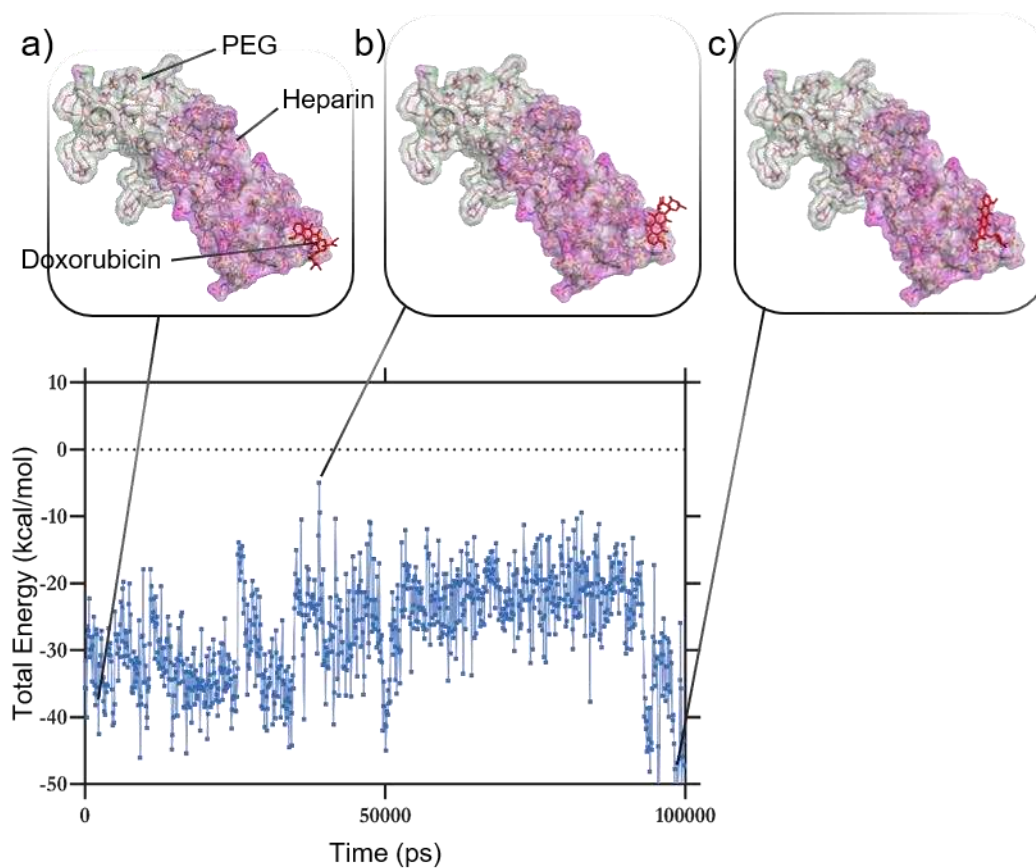 a)
PEG
Heparin
Doxorubicin
b)
c)
Total Energy (kcal/mol)
10
0
-10
-20
-30
-40
-50
0 50000 100000
Time (ps)